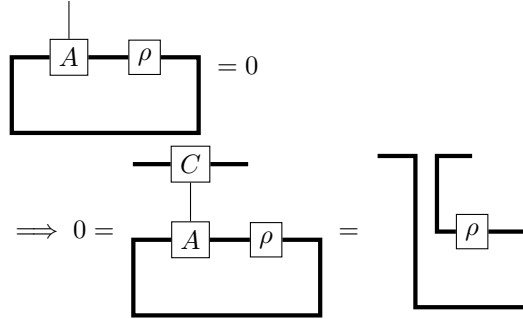 A ρ = 0
C
⟹ 0 = A ρ = ρ